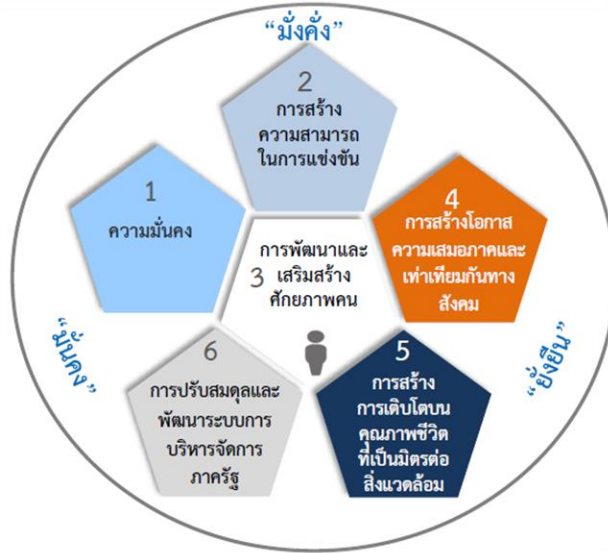 “มั่งคั่ง”
2
การสร้าง
ความสามารถ
ในการแข่งขัน
1
ความมั่นคง
4
การสร้างโอกาส
ความเสมอภาคและ
เท่าเทียมกันทาง
สังคม
การพัฒนาและ
3 เสริมสร้าง
ศักยภาพคน
“มั่นคง”
“ยั่งยืน”
6
การปรับสมดุลและ
พัฒนาระบบการ
บริหารจัดการ
ภาครัฐ
5
การสร้าง
การเติบโตบน
คุณภาพชีวิต
ที่เป็นมิตรต่อ
สิ่งแวดล้อม